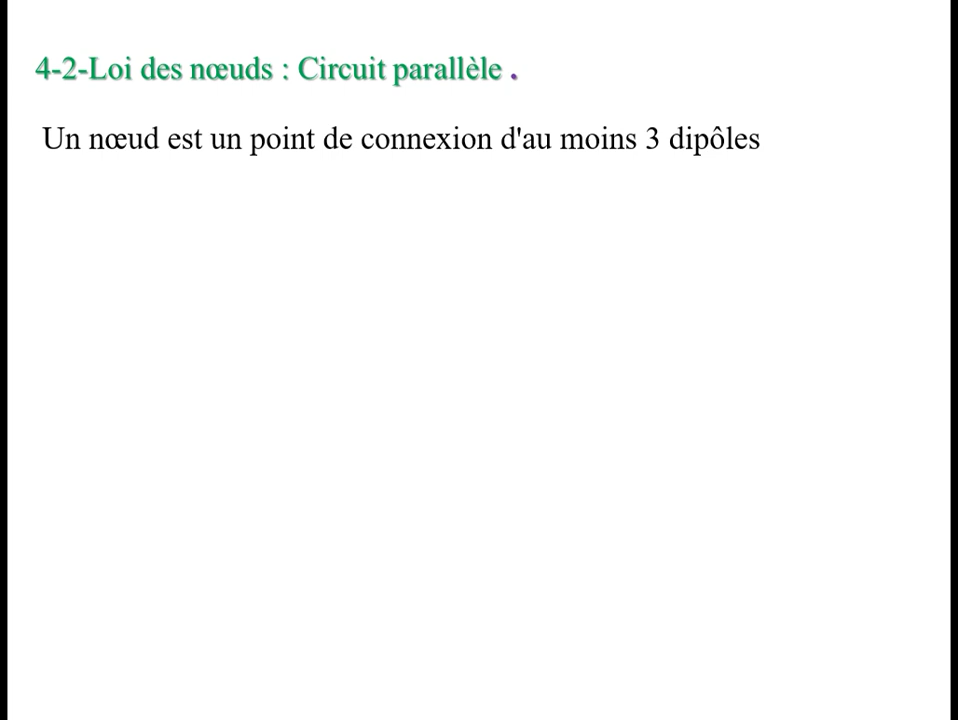 4-2-Loi des nœuds : Circuit parallèle .
Un nœud est un point de connexion d'au moins 3 dipôles